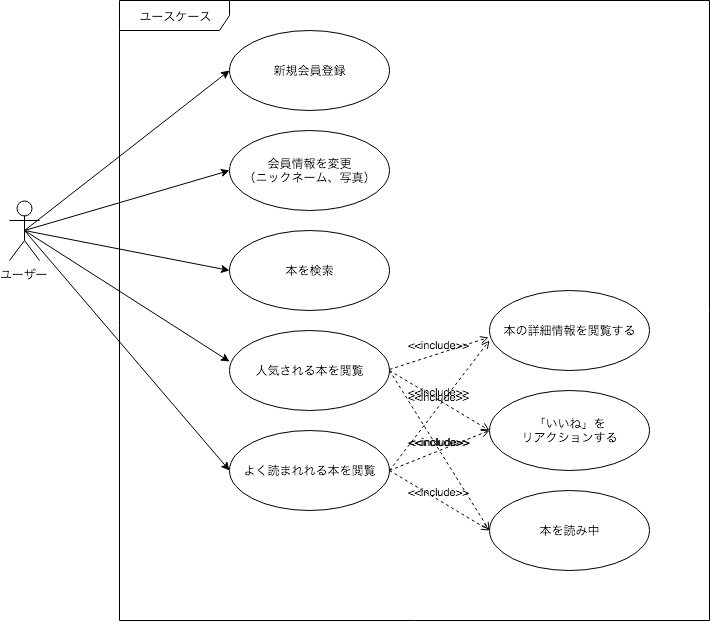 ユースケース
新規会員登録
会員情報を変更
（ニックネーム、写真）
ユーザー
本を検索
人気される本を閲覧
よく読まれれる本を閲覧
<<include>>
<<include>>
<<include>>
<<include>>
<<include>>
<<include>>
本の詳細情報を閲覧する
「いいね」を
リアクションする
本を読み中